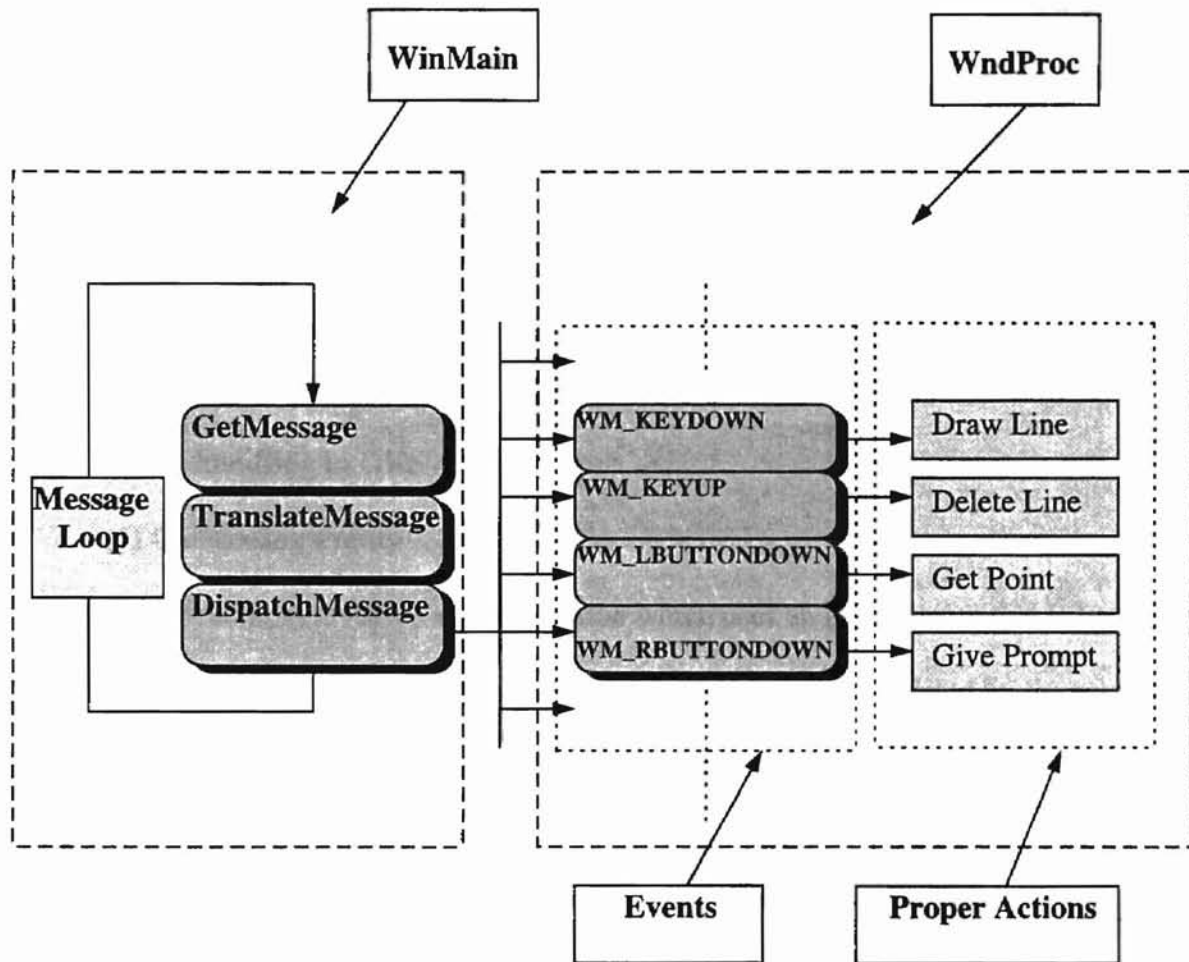 WinMain
WndProc
GetMessage
TranslateMessage
DispatchMessage
Message
Loop
WM_KEYDOWN
WM_KEYUP
WM_LBUTTONDOWN
WM_RBUTTONDOWN
Draw Line
Delete Line
Get Point
Give Prompt
Events
Proper Actions